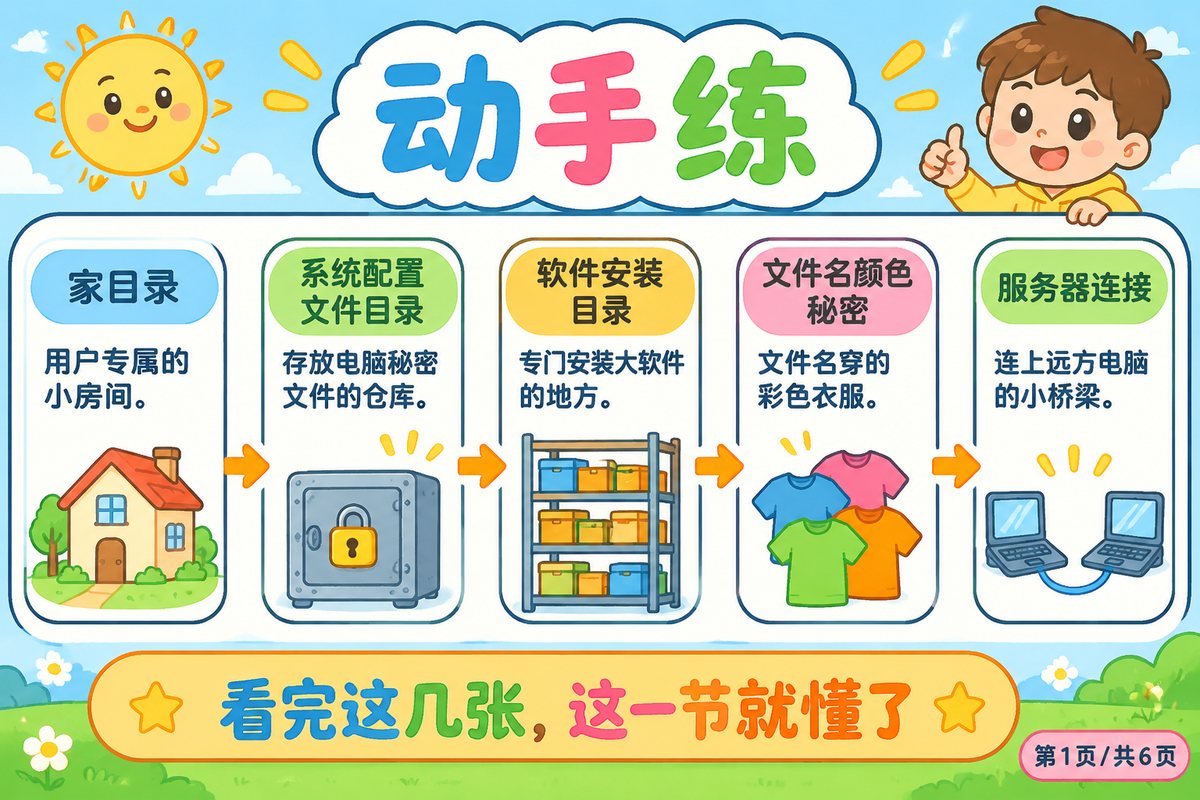 动手练
家目录
用户专属的
小房间。
系统配置
文件目录
存放电脑秘密
文件的仓库。
软件安装
目录
专门安装大软件
的地方。
文件名颜色
秘密
文件名穿的
彩色衣服。
服务器连接
连上远方电脑
的小桥梁。
看完这几张，这一节就懂了
第1页/共6页